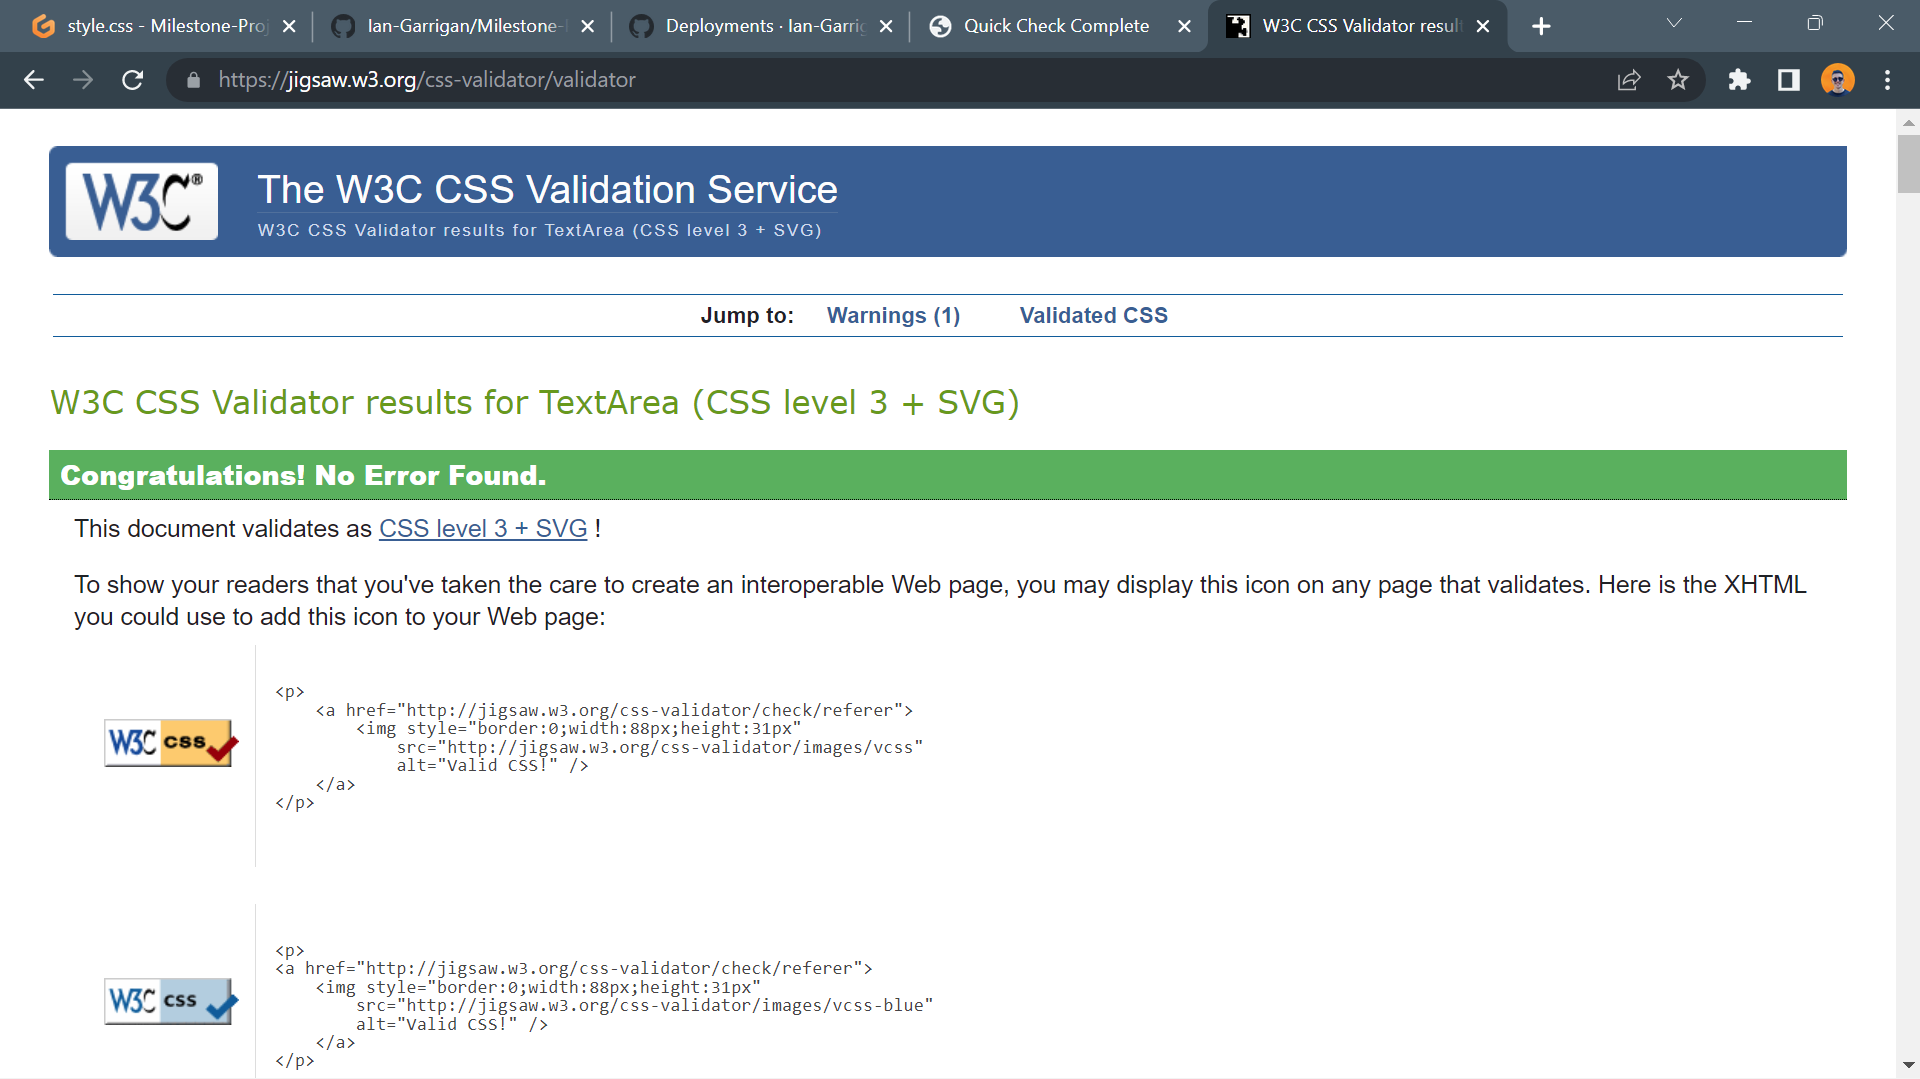 style.css - Milestone-Proj
Ian-Garrigan/Milestone-
Deployments · Ian-Garrig
Quick Check Complete
W3C CSS Validator result
https://jigsaw.w3.org/css-validator/validator
W3C®
The W3C CSS Validation Service
W3C CSS Validator results for TextArea (CSS level 3 + SVG)
Jump to: Warnings (1) Validated CSS
W3C CSS Validator results for TextArea (CSS level 3 + SVG)
Congratulations! No Error Found.
This document validates as CSS level 3 + SVG !
To show your readers that you've taken the care to create an interoperable Web page, you may display this icon on any page that validates. Here is the XHTML
you could use to add this icon to your Web page:
W3C css
<p>
<a href="http://jigsaw.w3.org/css-validator/check/referer">
<img style="border:0;width:88px;height:31px"
src="http://jigsaw.w3.org/css-validator/images/vcss"
alt="Valid CSS!" />
</a>
</p>
W3C css
<p>
<a href="http://jigsaw.w3.org/css-validator/check/referer">
<img style="border:0;width:88px;height:31px"
src="http://jigsaw.w3.org/css-validator/images/vcss-blue"
alt="Valid CSS!" />
</a>
</p>